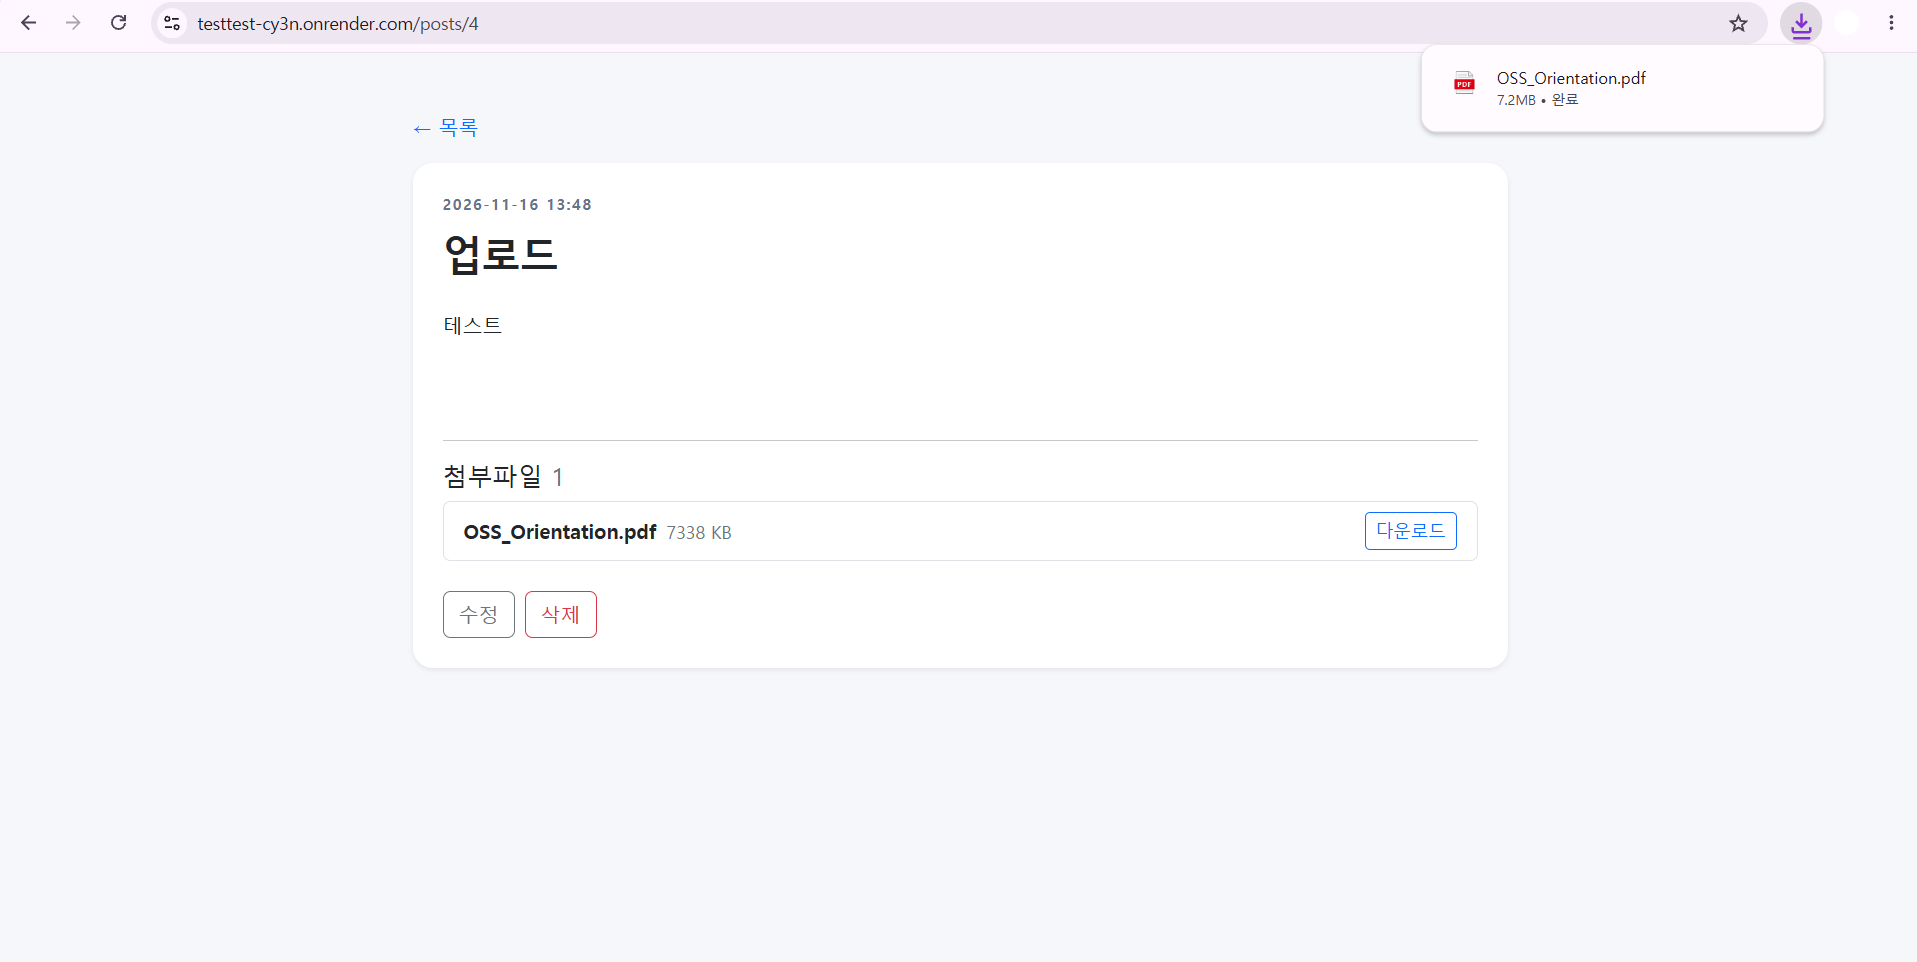 testtest-cy3n.onrender.com/posts/4
PDF
OSS_Orientation.pdf
7.2MB • 완료
← 목록
2026-11-16 13:48
업로드
테스트
첨부파일 1
OSS_Orientation.pdf 7338 KB
다운로드
수정
삭제